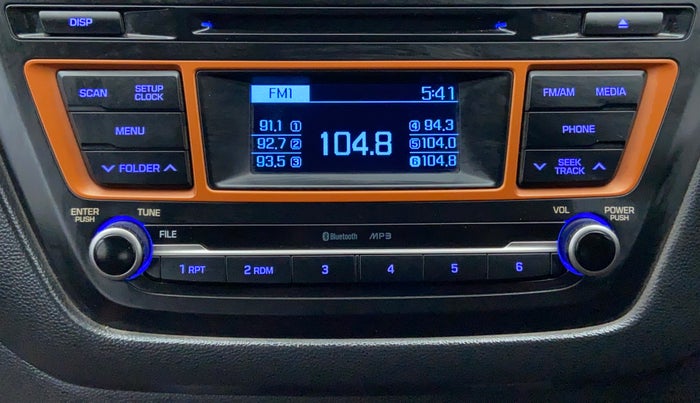 DISP
SCAN SETUP CLOCK
MENU
FOLDER
FM1 5:41
91.1 1 4 94.3
92.7 2 104.8 5 104.0
93.5 3 6 104.8
FM/AM MEDIA
PHONE
SEEK TRACK
ENTER PUSH TUNE
VOL POWER PUSH
FILE Bluetooth MP3
1 RPT 2 RDM 3 4 5 6